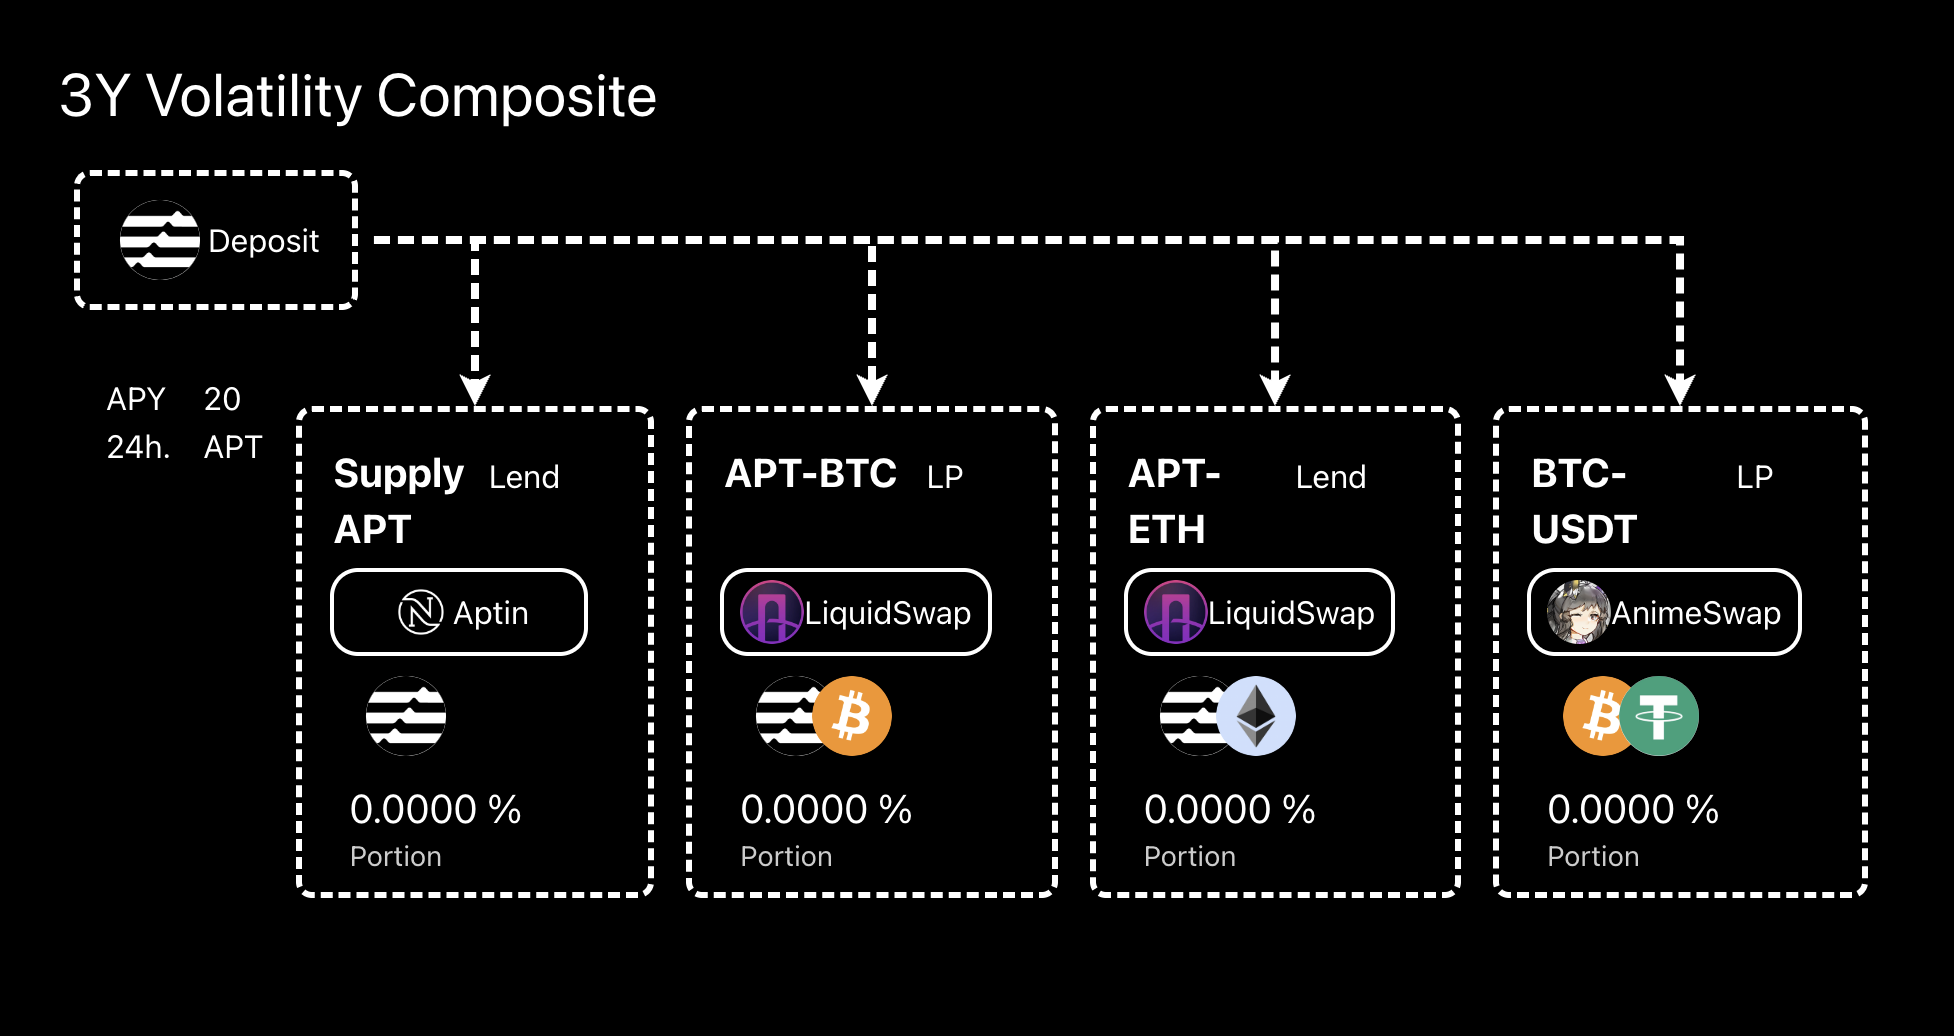 3Y Volatility Composite
Deposit
APY 20
24h. APT
Supply Lend
APT
Aptin
0.0000 %
Portion
APT-BTC LP
LiquidSwap
0.0000 %
Portion
APT- Lend
ETH
LiquidSwap
0.0000 %
Portion
BTC- LP
USDT
AnimeSwap
0.0000 %
Portion